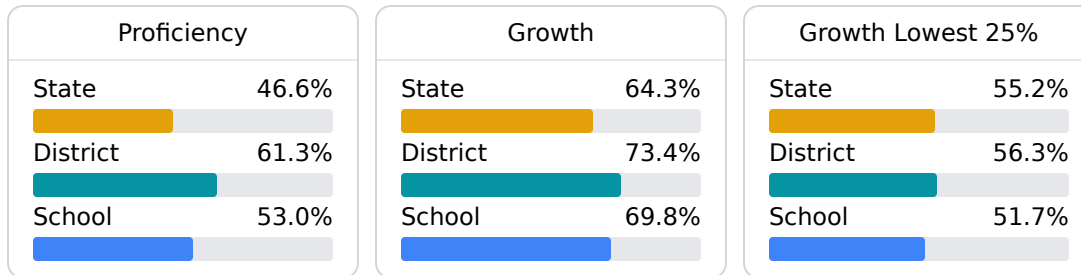 Proficiency
State 46.6%
District 61.3%
School 53.0%
Growth
State 64.3%
District 73.4%
School 69.8%
Growth Lowest 25%
State 55.2%
District 56.3%
School 51.7%